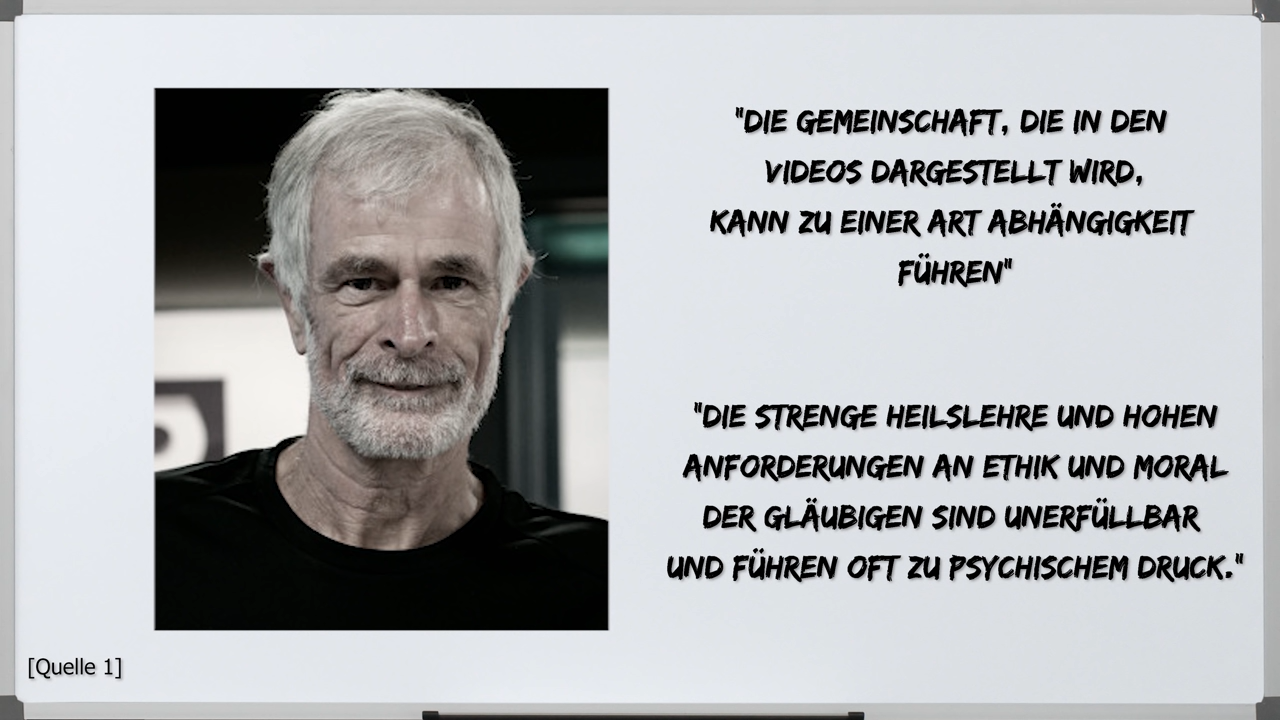 "DIE GEMEINSCHAFT, DIE IN DEN
VIDEOS DARGESTELLT WIRD,
KANN ZU EINER ART ABHÄNGIGKEIT
FÜHREN"
"DIE STRENGE HEILSLEHRE UND HOHEN
ANFORDERUNGEN AN ETHIK UND MORAL
DER GLÄUBIGEN SIND UNERFÜLLBAR
UND FÜHREN OFT ZU PSYCHISCHEM DRUCK."
[Quelle 1]